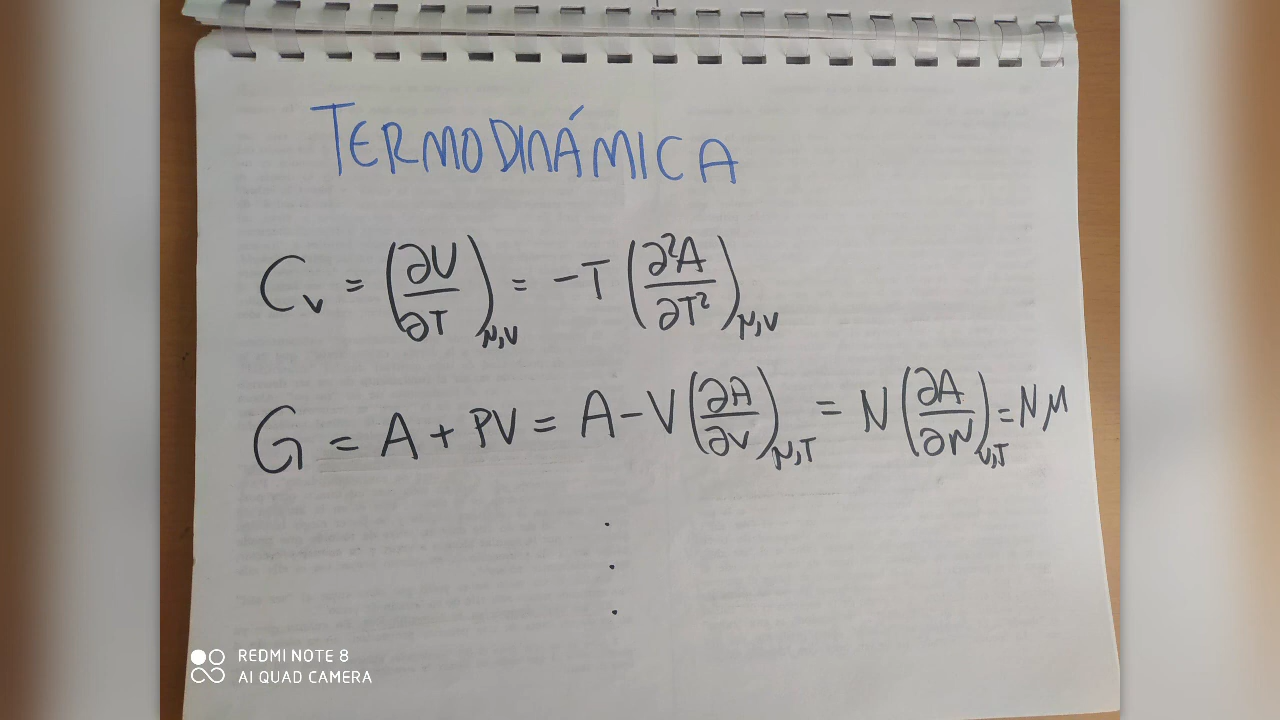 TERMODINÁMICA
Cv = (∂U/∂T)N,V = -T (∂²A/∂T²)N,V
G = A + PV = A - V(∂A/∂V)N,T = N(∂A/∂N)V,T = Nμ
REDMI NOTE 8
AI QUAD CAMERA